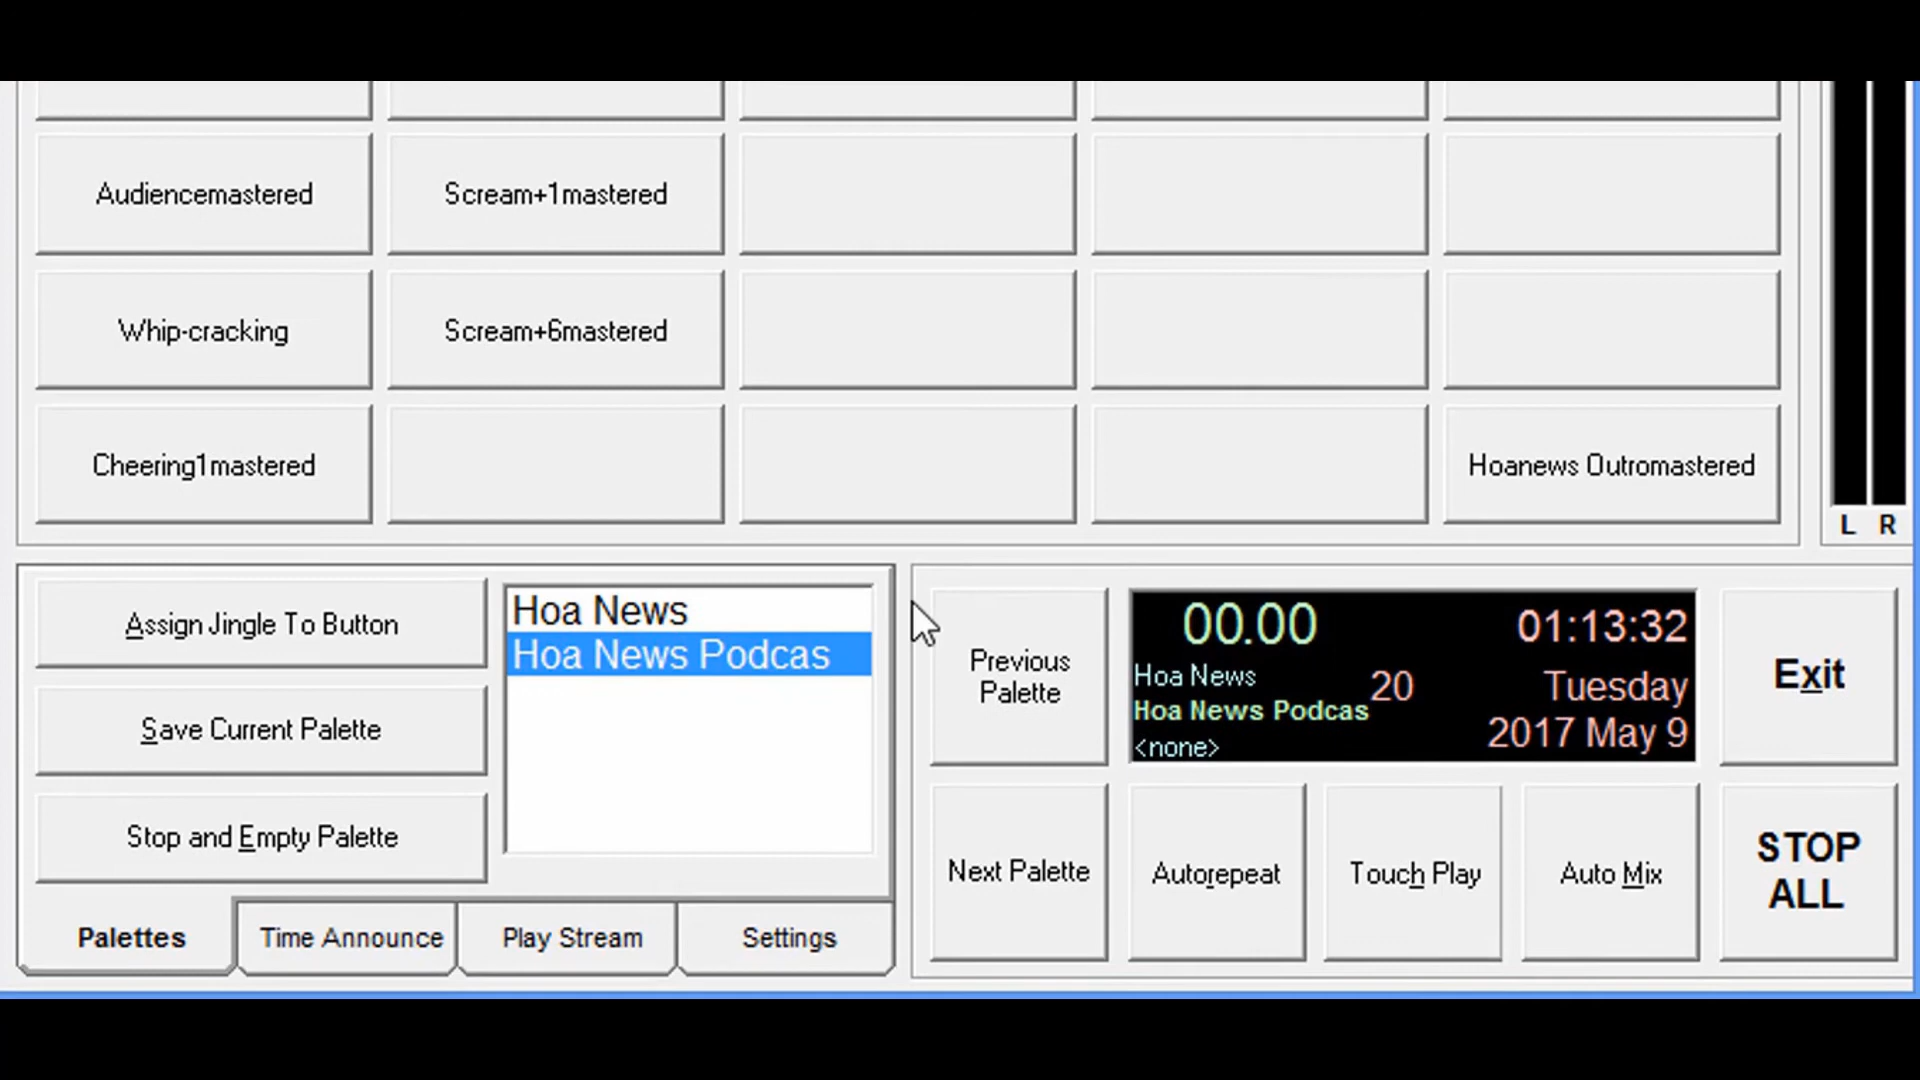 Audiencemastered
Scream+1mastered
Whip-cracking
Scream+6mastered
Cheering1mastered
Hoanews Outromastered
L R
Assign Jingle To Button
Save Current Palette
Stop and Empty Palette
Hoa News
Hoa News Podcas
Palettes
Time Announce
Play Stream
Settings
Previous
Palette
00.00
01:13:32
Hoa News
20
Tuesday
Hoa News Podcas
2017 May 9
<none>
Exit
Next Palette
Autorepeat
Touch Play
Auto Mix
STOP
ALL